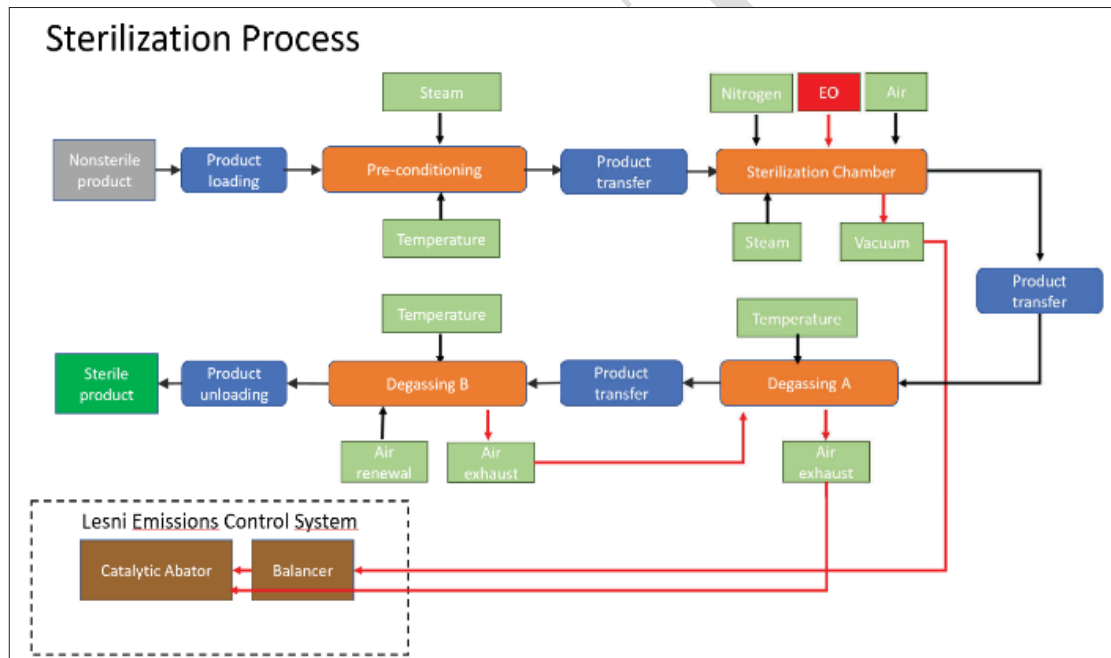 Sterilization Process
Steam
Nitrogen
EO
Air
Nonsterile
product
Product
loading
Pre-conditioning
Product
transfer
Sterilization Chamber
Temperature
Steam
Vacuum
Product
transfer
Temperature
Temperature
Sterile
product
Product
unloading
Degassing B
Product
transfer
Degassing A
Air
renewal
Air
exhaust
Air
exhaust
Lesni Emissions Control System
Catalytic Abator
Balancer